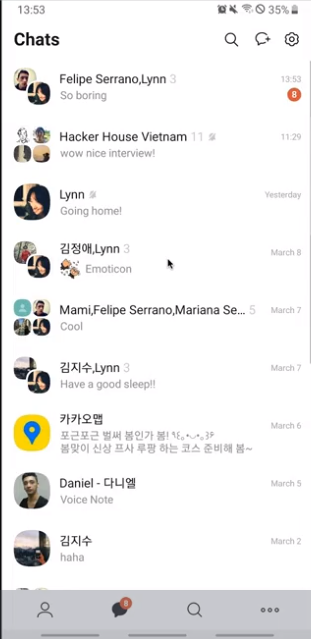 13:53
35%
Chats
Felipe Serrano,Lynn 3
13:53
So boring
8
Hacker House Vietnam 11
11:29
wow nice interview!
Lynn
Yesterday
Going home!
김정애,Lynn 3
March 8
Emoticon
Mami,Felipe Serrano,Mariana Se... 5
March 7
Cool
김지수,Lynn 3
March 7
Have a good sleep!!
카카오맵
March 6
포근포근 벌써 봄인가 봄!
봄맞이 신상 프사 루팡 하는 코스 준비해 봄~
Daniel - 다니엘
March 5
Voice Note
김지수
March 2
haha
8